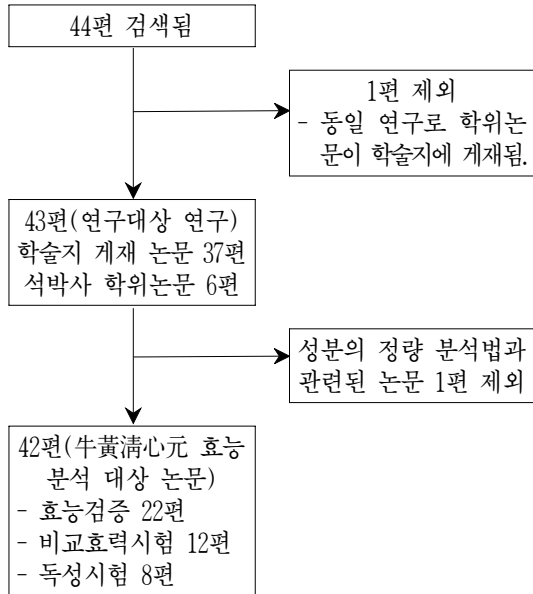 44편 검색됨
1편 제외
- 동일 연구로 학위논
문이 학술지에 게재됨.
43편(연구대상 연구)
학술지 게재 논문 37편
석박사 학위논문 6편
성분의 정량 분석법과
관련된 논문 1편 제외
42편(牛黃淸心元 효능
분석 대상 논문)
- 효능검증 22편
- 비교효력시험 12편
- 독성시험 8편